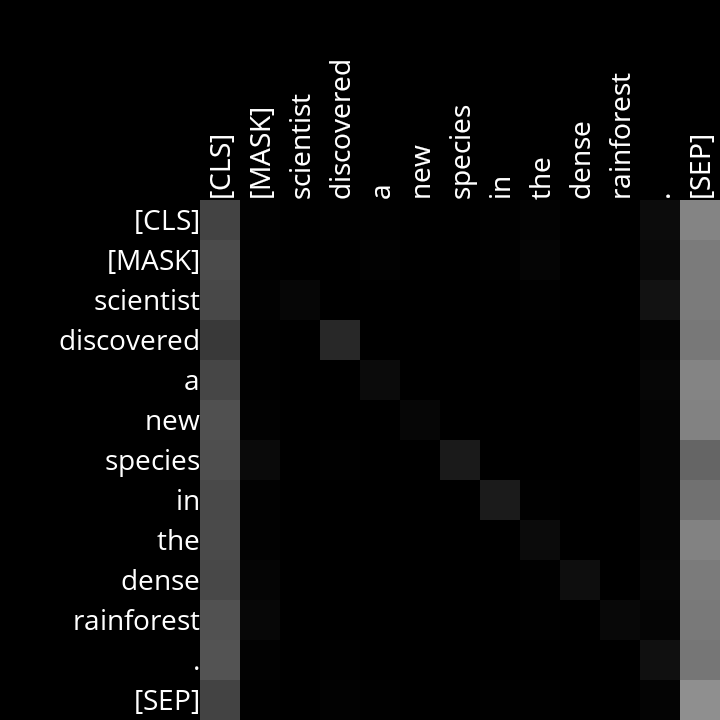 [CLS] [MASK] scientist discovered a new species in the dense rainforest . [SEP]
[CLS]
[MASK]
scientist
discovered
a
new
species
in
the
dense
rainforest
.
[SEP]